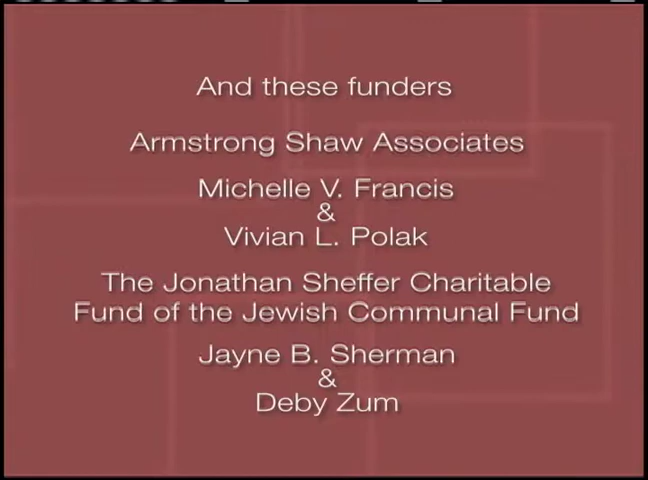 And these funders
Armstrong Shaw Associates
Michelle V. Francis
&
Vivian L. Polak
The Jonathan Sheffer Charitable
Fund of the Jewish Communal Fund
Jayne B. Sherman
&
Deby Zum